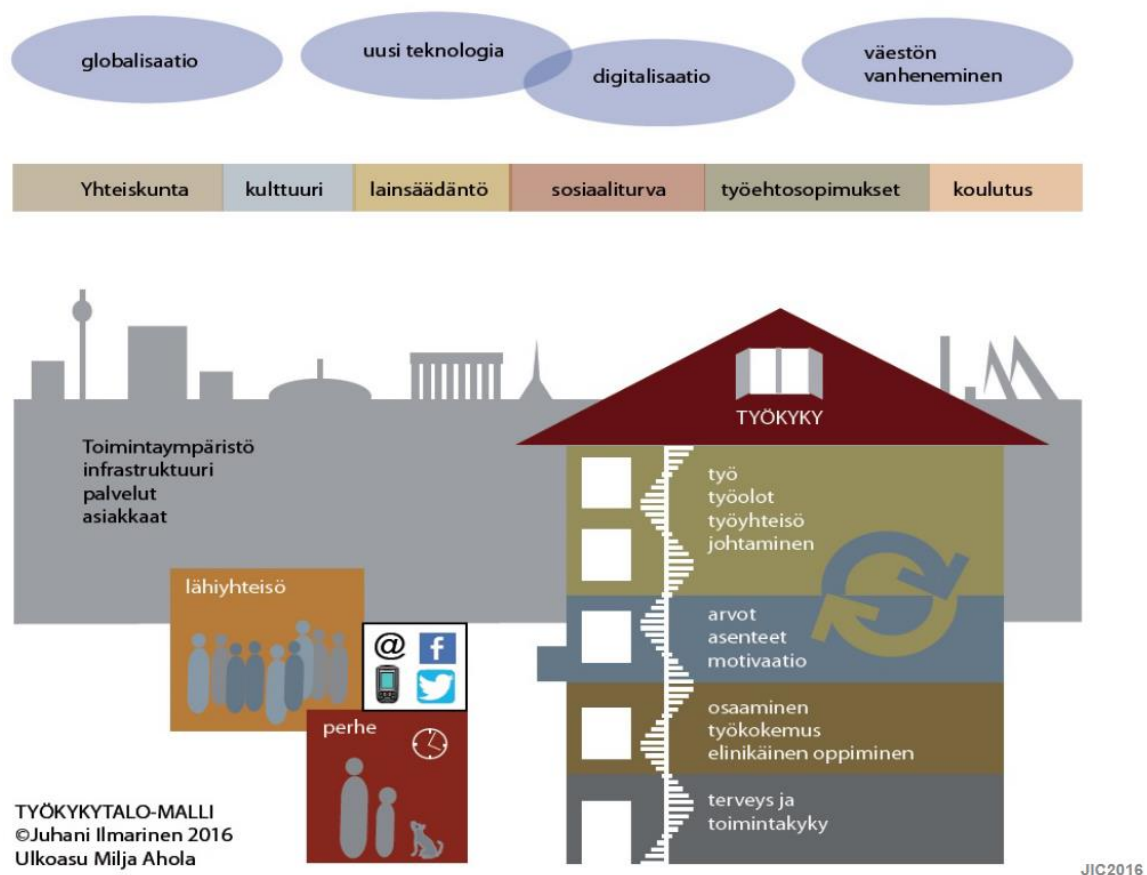 globalisaatio
uusi teknologia
digitalisaatio
väestön
vanheneminen
Yhteiskunta kulttuuri lainsäädäntö sosiaaliturva työehtosopimukset koulutus
TYÖKYKY
Toimintaympäristö
infrastruktuuri
palvelut
asiakkaat
työ
työolot
työyhteisö
johtaminen
lähiyhteisö
@ f
arvot
asenteet
motivaatio
perhe
osaaminen
työkokemus
elinikäinen oppiminen
terveys ja
toimintakyky
TYÖKYKYTALO-MALLI
©Juhani Ilmarinen 2016
Ulkoasu Milja Ahola
JIC2016